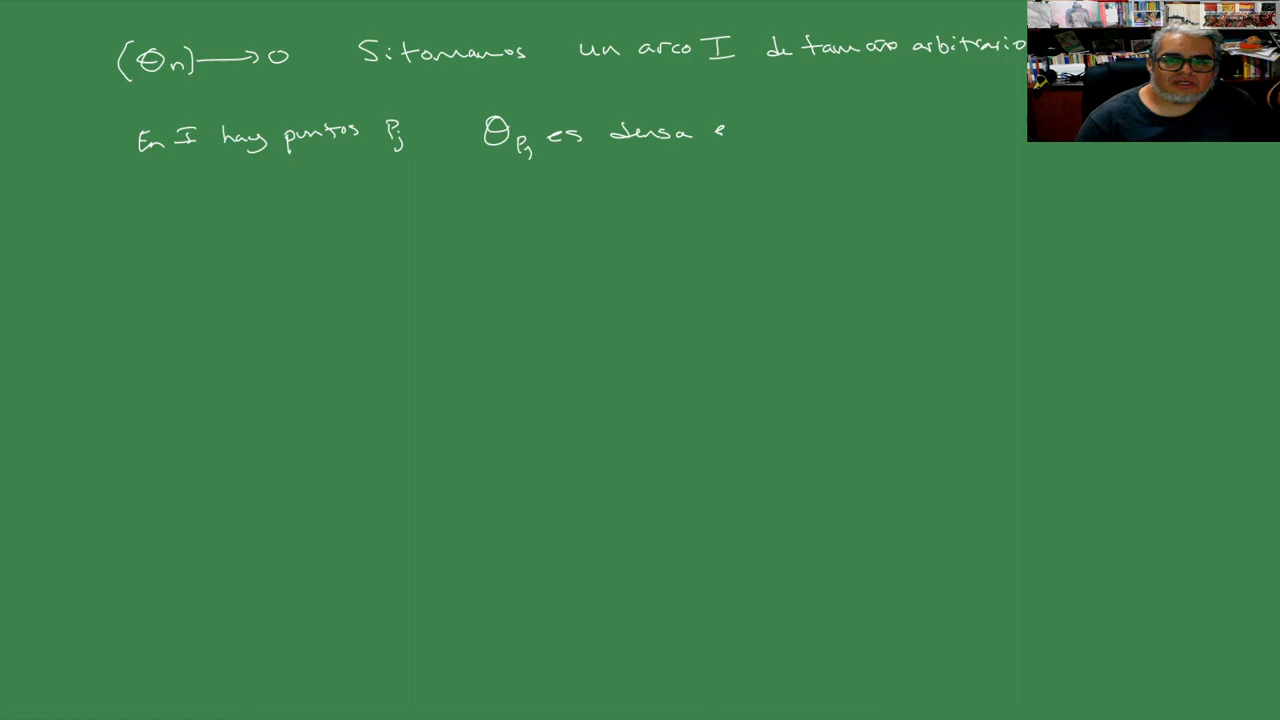 (θn) → 0 Si tomamos un arco I de tamaño arbitrario
En I hay puntos Pj θPj es densa e